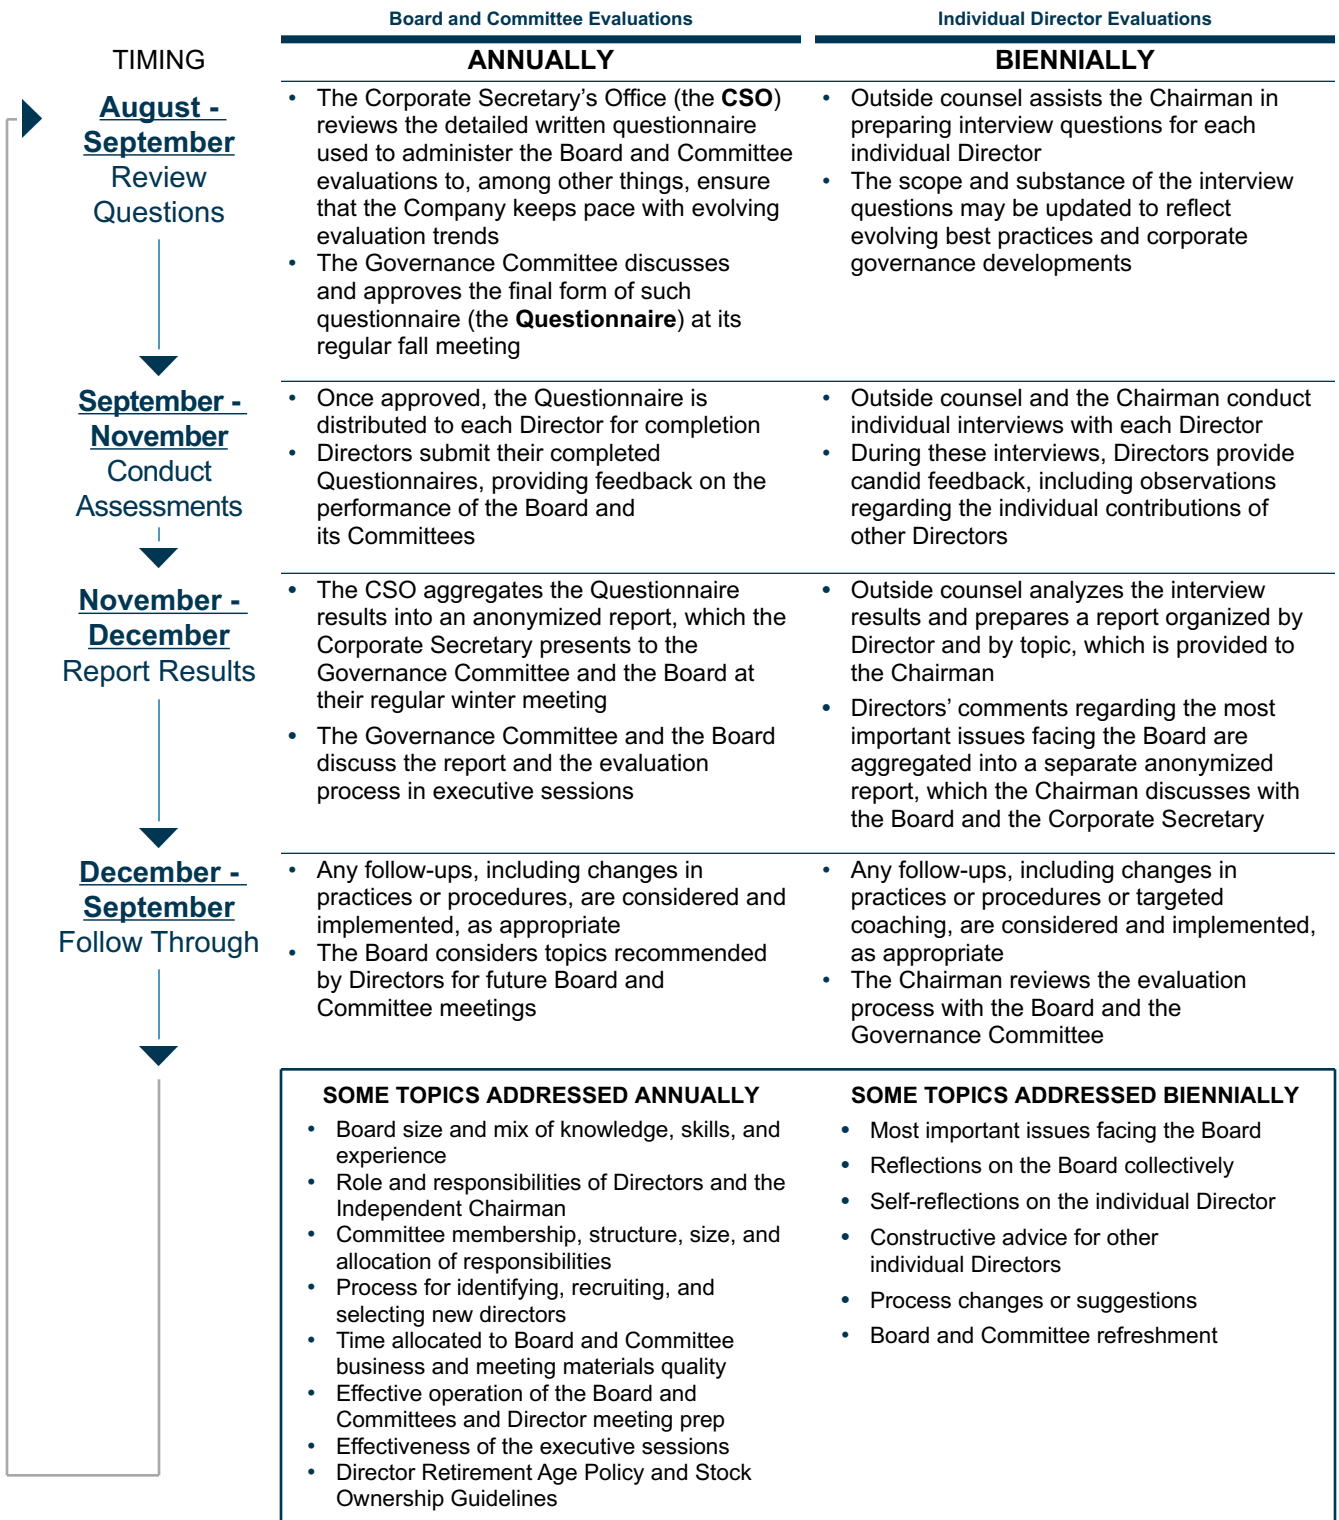 Board and Committee Evaluations
Individual Director Evaluations
TIMING
ANNUALLY
BIENNIALLY
August -
September
Review
Questions
• The Corporate Secretary’s Office (the CSO)
reviews the detailed written questionnaire
used to administer the Board and Committee
evaluations to, among other things, ensure
that the Company keeps pace with evolving
evaluation trends
• The Governance Committee discusses
and approves the final form of such
questionnaire (the Questionnaire) at its
regular fall meeting
• Outside counsel assists the Chairman in
preparing interview questions for each
individual Director
• The scope and substance of the interview
questions may be updated to reflect
evolving best practices and corporate
governance developments
September -
November
Conduct
Assessments
• Once approved, the Questionnaire is
distributed to each Director for completion
• Directors submit their completed
Questionnaires, providing feedback on the
performance of the Board and
its Committees
• Outside counsel and the Chairman conduct
individual interviews with each Director
• During these interviews, Directors provide
candid feedback, including observations
regarding the individual contributions of
other Directors
November -
December
Report Results
• The CSO aggregates the Questionnaire
results into an anonymized report, which the
Corporate Secretary presents to the
Governance Committee and the Board at
their regular winter meeting
• The Governance Committee and the Board
discuss the report and the evaluation
process in executive sessions
• Outside counsel analyzes the interview
results and prepares a report organized by
Director and by topic, which is provided to
the Chairman
• Directors’ comments regarding the most
important issues facing the Board are
aggregated into a separate anonymized
report, which the Chairman discusses with
the Board and the Corporate Secretary
December -
September
Follow Through
• Any follow-ups, including changes in
practices or procedures, are considered and
implemented, as appropriate
• The Board considers topics recommended
by Directors for future Board and
Committee meetings
• Any follow-ups, including changes in
practices or procedures or targeted
coaching, are considered and implemented,
as appropriate
• The Chairman reviews the evaluation
process with the Board and the
Governance Committee
SOME TOPICS ADDRESSED ANNUALLY
• Board size and mix of knowledge, skills, and
experience
• Role and responsibilities of Directors and the
Independent Chairman
• Committee membership, structure, size, and
allocation of responsibilities
• Process for identifying, recruiting, and
selecting new directors
• Time allocated to Board and Committee
business and meeting materials quality
• Effective operation of the Board and
Committees and Director meeting prep
• Effectiveness of the executive sessions
• Director Retirement Age Policy and Stock
Ownership Guidelines
SOME TOPICS ADDRESSED BIENNIALLY
• Most important issues facing the Board
• Reflections on the Board collectively
• Self-reflections on the individual Director
• Constructive advice for other
individual Directors
• Process changes or suggestions
• Board and Committee refreshment